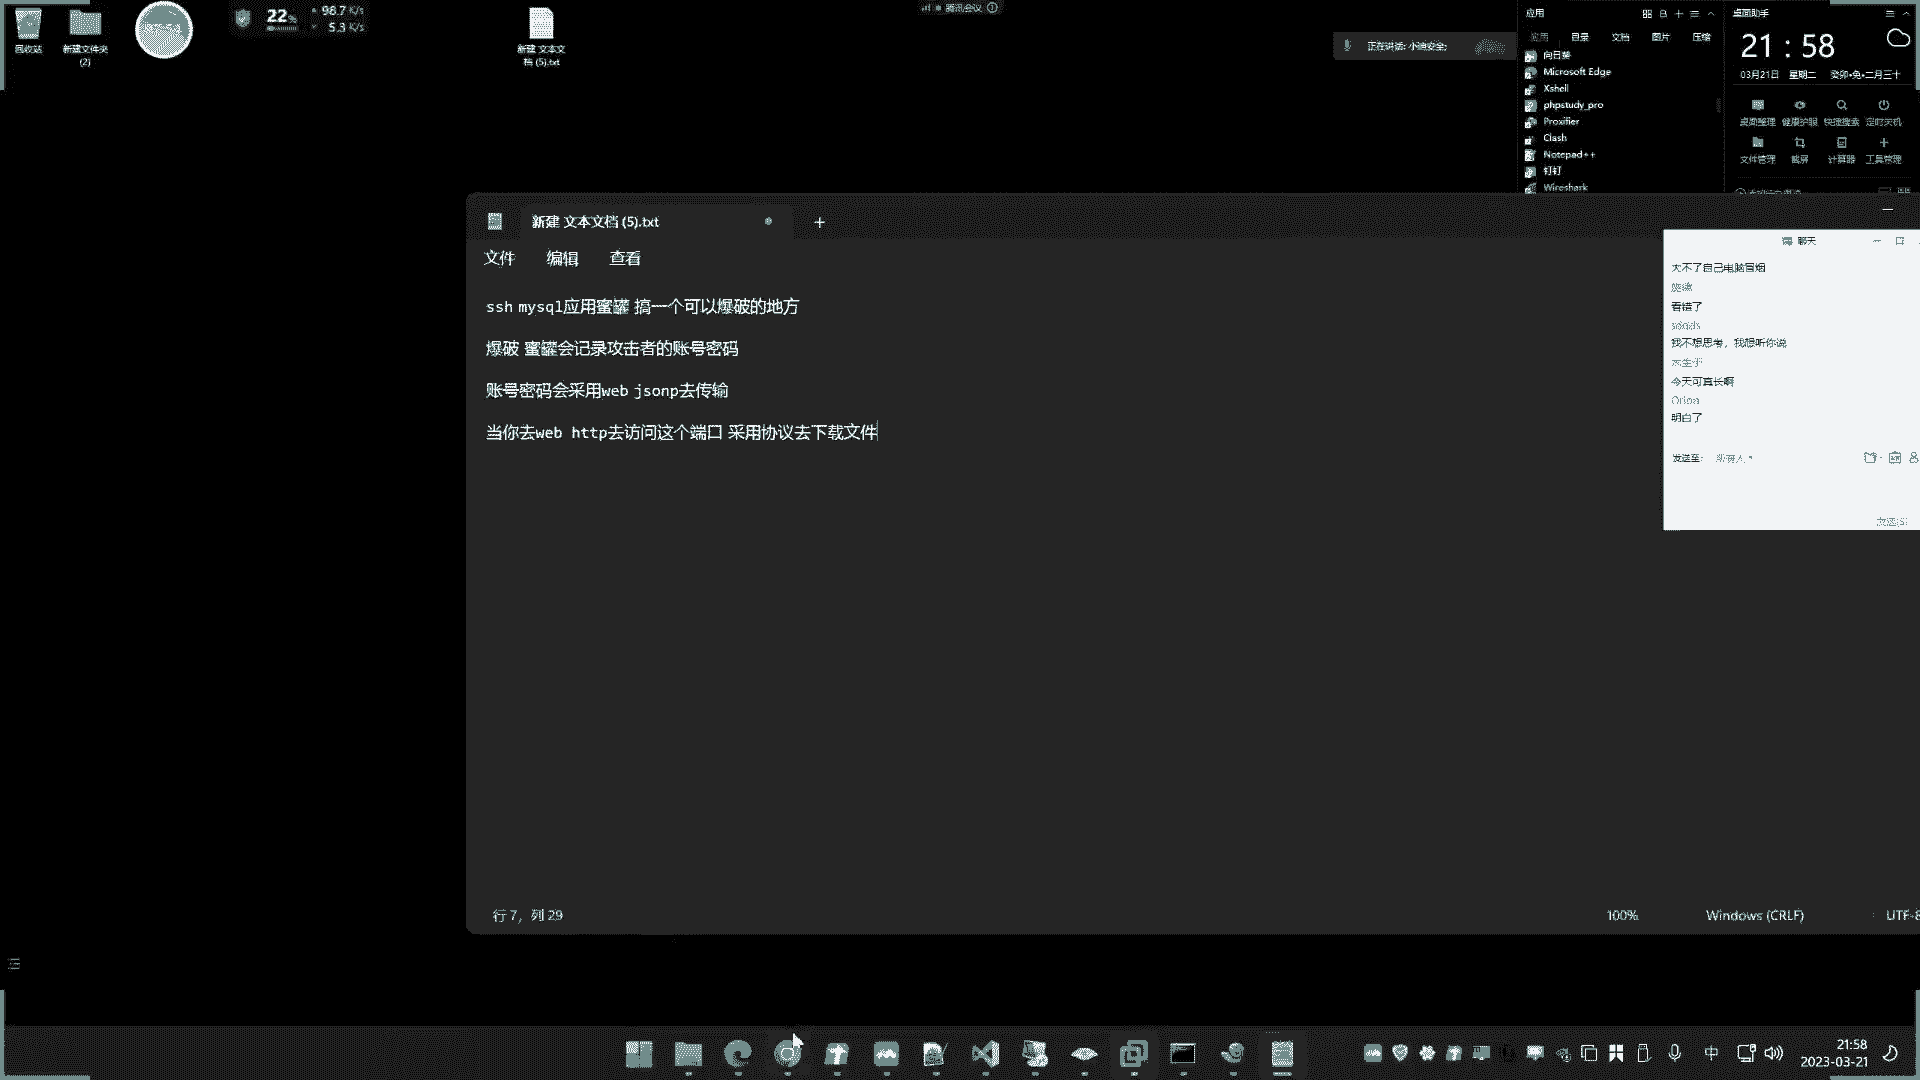 回收站
新建文件夹
(2)
22%
98.7 K/s
5.3 K/s
新建 文本文
档 (5).txt
腾讯会议
正在讲话: 小迪安全;
应用
应用 目录 文档 图片 压缩
向日葵
Microsoft Edge
Xshell
phpstudy_pro
Proxifier
Clash
Notepad++
钉钉
Wireshark
桌面助手
21 : 58
03月21日 星期二 癸卯•兔•二月三十
桌面整理 健康护眼 快捷搜索 定时关机
文件管理 截屏 计算器 工具管理
新建 文本文档 (5).txt
文件 编辑 查看
ssh mysql应用蜜罐 搞一个可以爆破的地方
爆破 蜜罐会记录攻击者的账号密码
账号密码会采用web jsonp去传输
当你去web http去访问这个端口 采用协议去下载文件
聊天
大不了自己电脑冒烟
看错了
我不想思考，我想听你说
今天可真长啊
Orion
明白了
发送至: 所有人
发送(S)
行 7，列 29
100%
Windows (CRLF)
UTF-8
中
21:58
2023-03-21